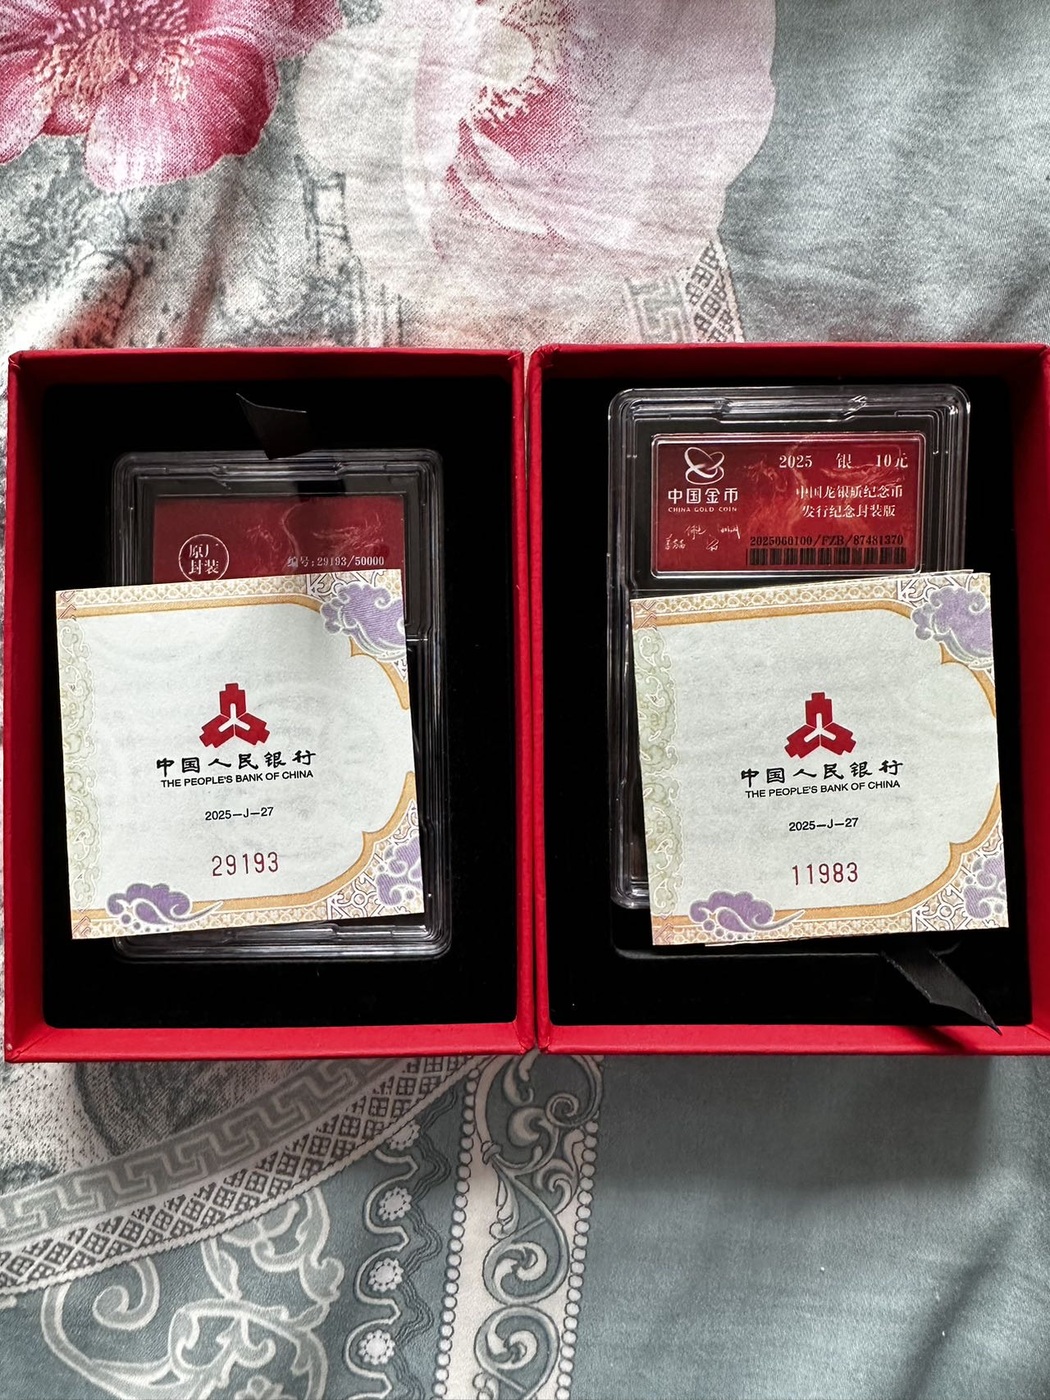 原厂
封装
编号:29193/50000
中国人民银行
THE PEOPLE'S BANK OF CHINA
2025—J—27
29193
中国金币
CHINA GOLD COIN
2025 银 10元
中国龙银质纪念币
发行纪念封装版
2025060100/FZB/87481370
中国人民银行
THE PEOPLE'S BANK OF CHINA
2025—J—27
11983